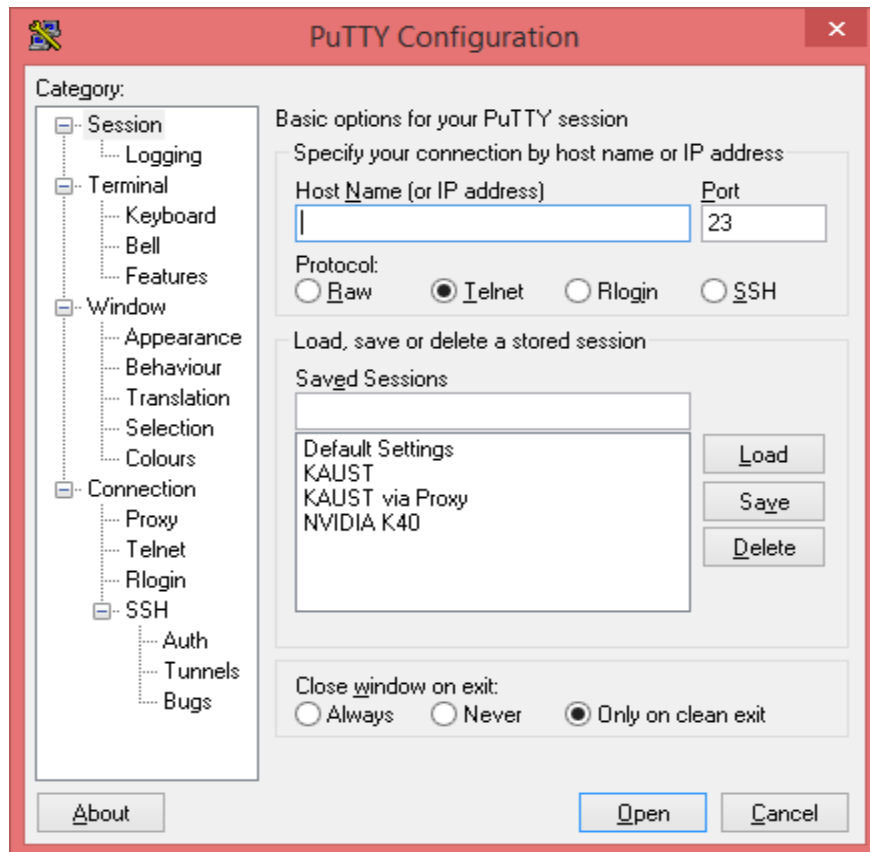 PuTTY Configuration
Category:
Session
Logging
Terminal
Keyboard
Bell
Features
Window
Appearance
Behaviour
Translation
Selection
Colours
Connection
Proxy
Telnet
Rlogin
SSH
Auth
Tunnels
Bugs
Basic options for your PuTTY session
Specify your connection by host name or IP address
Host Name (or IP address) Port
23
Protocol:
Raw Telnet Rlogin SSH
Load, save or delete a stored session
Saved Sessions
Default Settings
KAUST
KAUST via Proxy
NVIDIA K40
Load
Save
Delete
Close window on exit:
Always Never Only on clean exit
About Open Cancel